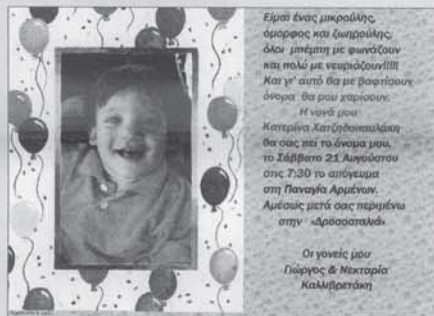 Είμαι ένας μικρούλης,
όμορφος και ζωηρούλης,
όλοι μπέμπη με φωνάζουν
και πολύ με νευριάζουν!!!!!
Και γι' αυτό θα με βαφτίσουν
όνομα θα μου χαρίσουν.
Η νονά μου
Κατερίνα Χατζηδοπαυλάκη
θα σας πει το όνομα μου,
το Σάββατο 21 Αυγούστου
στις 7:30 το απόγευμα
στη Παναγία Αρμένων.
Αμέσως μετά σας περιμένω
στην «Δροσοσταλιά»
Οι γονείς μου
Γιώργος & Νεκταρία
Καλλιβρετάκη